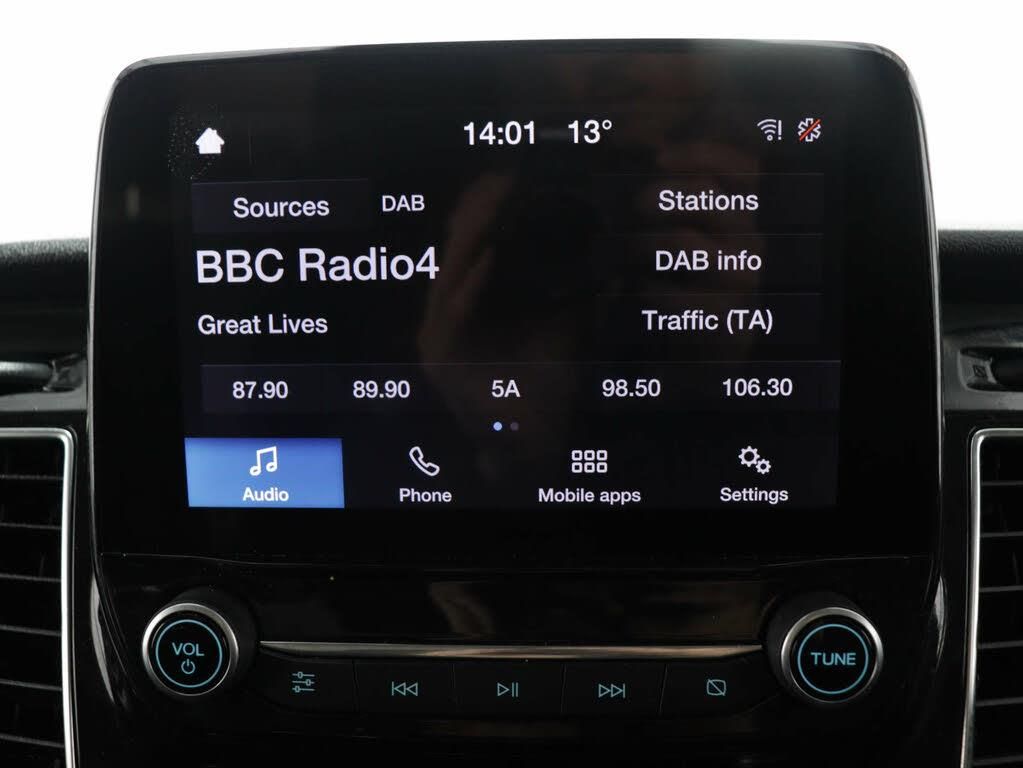 14:01 13°
Sources DAB Stations
BBC Radio4 DAB info
Great Lives Traffic (TA)
87.90 89.90 5A 98.50 106.30
Audio Phone Mobile apps Settings
VOL TUNE